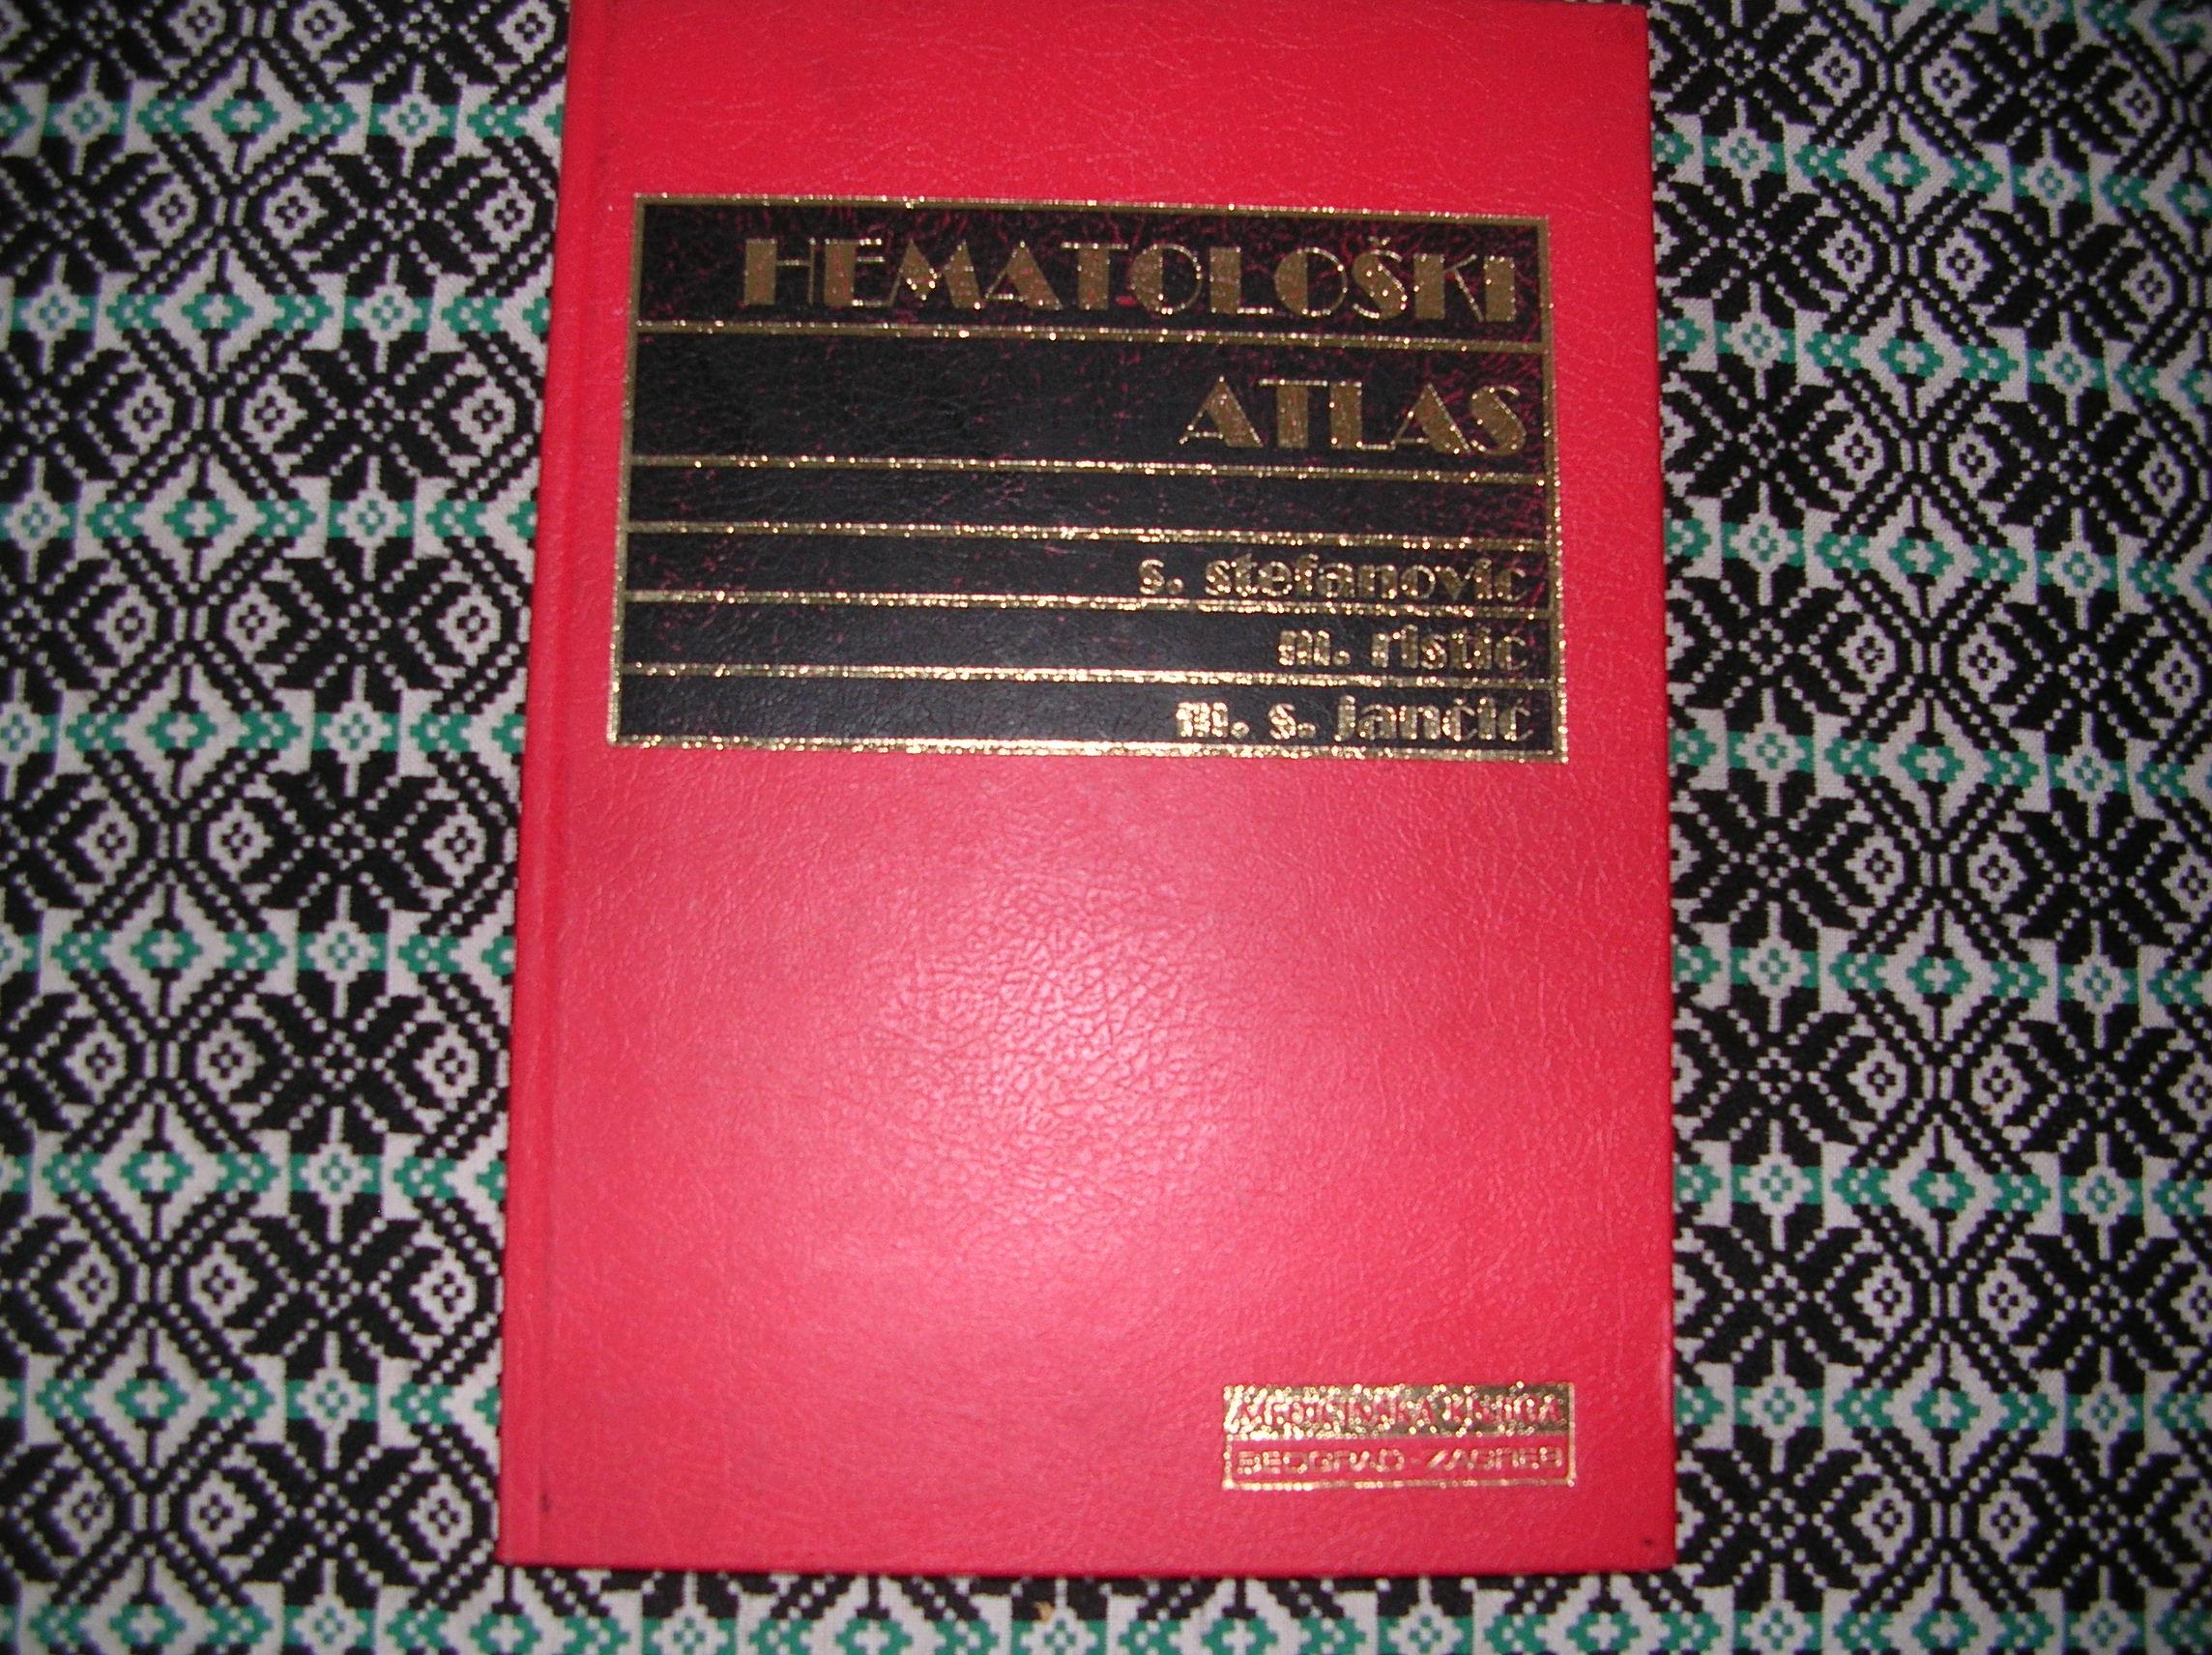 HEMATOLOŠKI
ATLAS
s. stefanović
m. ristić
m. s. jančić
MEDICINSKA KNJIGA
BEOGRAD-ZAGREB